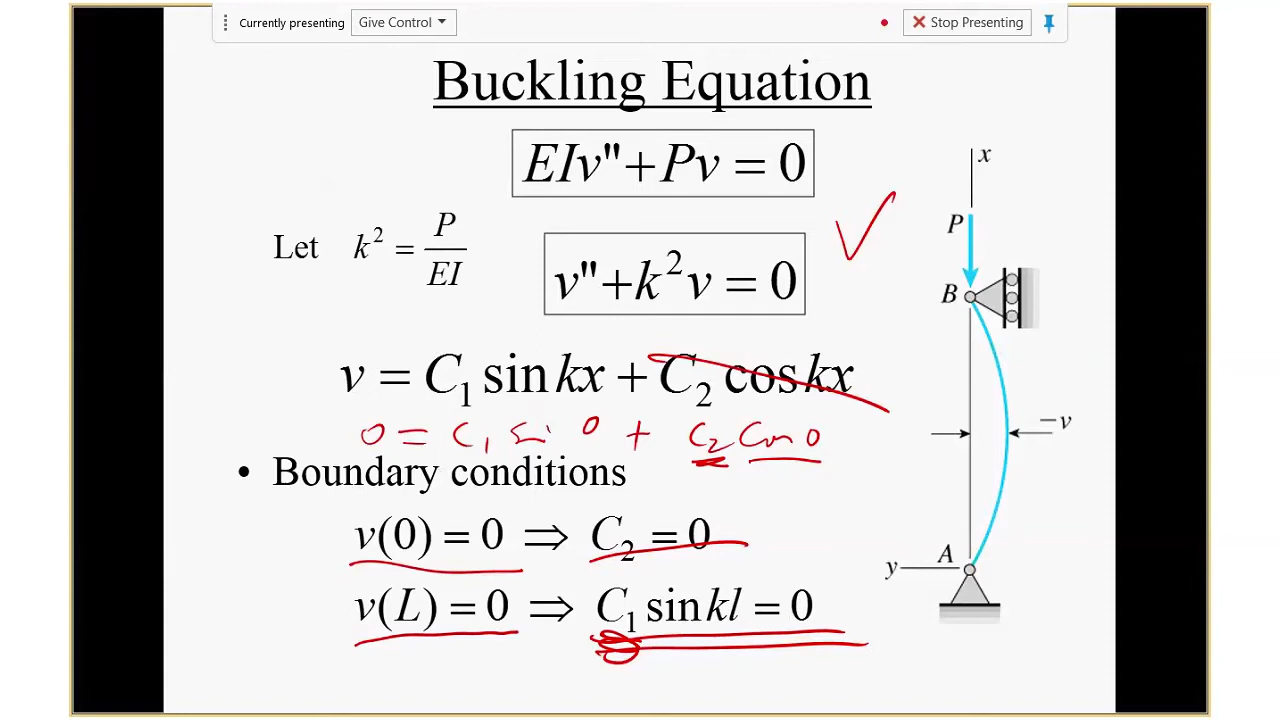 Currently presenting Give Control Stop Presenting
Buckling Equation
EIv"+Pv = 0
Let k² = P/EI
v"+k²v = 0
v = C₁ sin kx + C₂ cos kx
0 = C₁ sin 0 + C₂ Cos 0
• Boundary conditions
v(0) = 0 ⇒ C₂ = 0
v(L) = 0 ⇒ C₁ sin kl = 0
x
P
B
−v
A
y